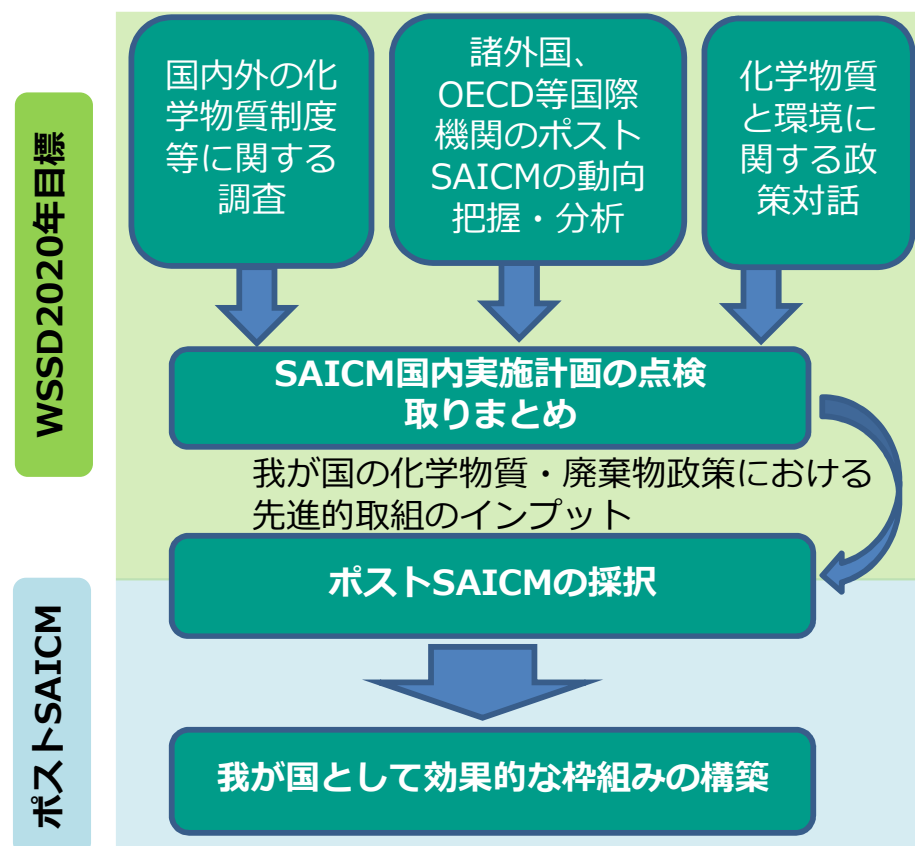 WSSD2020年目標
国内外の化
学物質制度
等に関する
調査
諸外国、
OECD等国際
機関のポスト
SAICMの動向
把握・分析
化学物質
と環境に
関する政
策対話
SAICM国内実施計画の点検
取りまとめ
我が国の化学物質・廃棄物政策における
先進的取組のインプット
ポストSAICM
ポストSAICMの採択
我が国として効果的な枠組みの構築